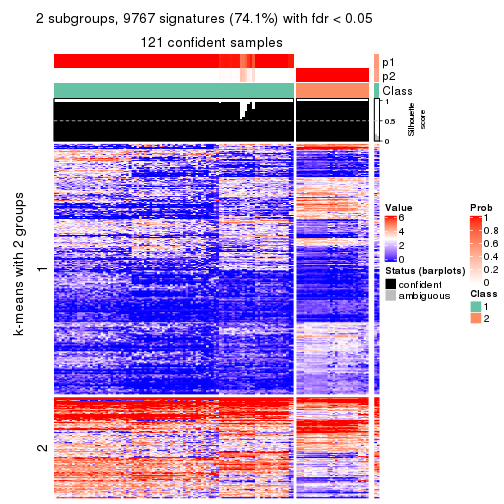 2 subgroups, 9767 signatures (74.1%) with fdr < 0.05
121 confident samples
p1
p2
Class
1
0.5
0
Silhouette
score
k-means with 2 groups
1
2
Value
6
4
2
0
Status (barplots)
confident
ambiguous
Prob
1
0.8
0.6
0.4
0.2
0
Class
1
2